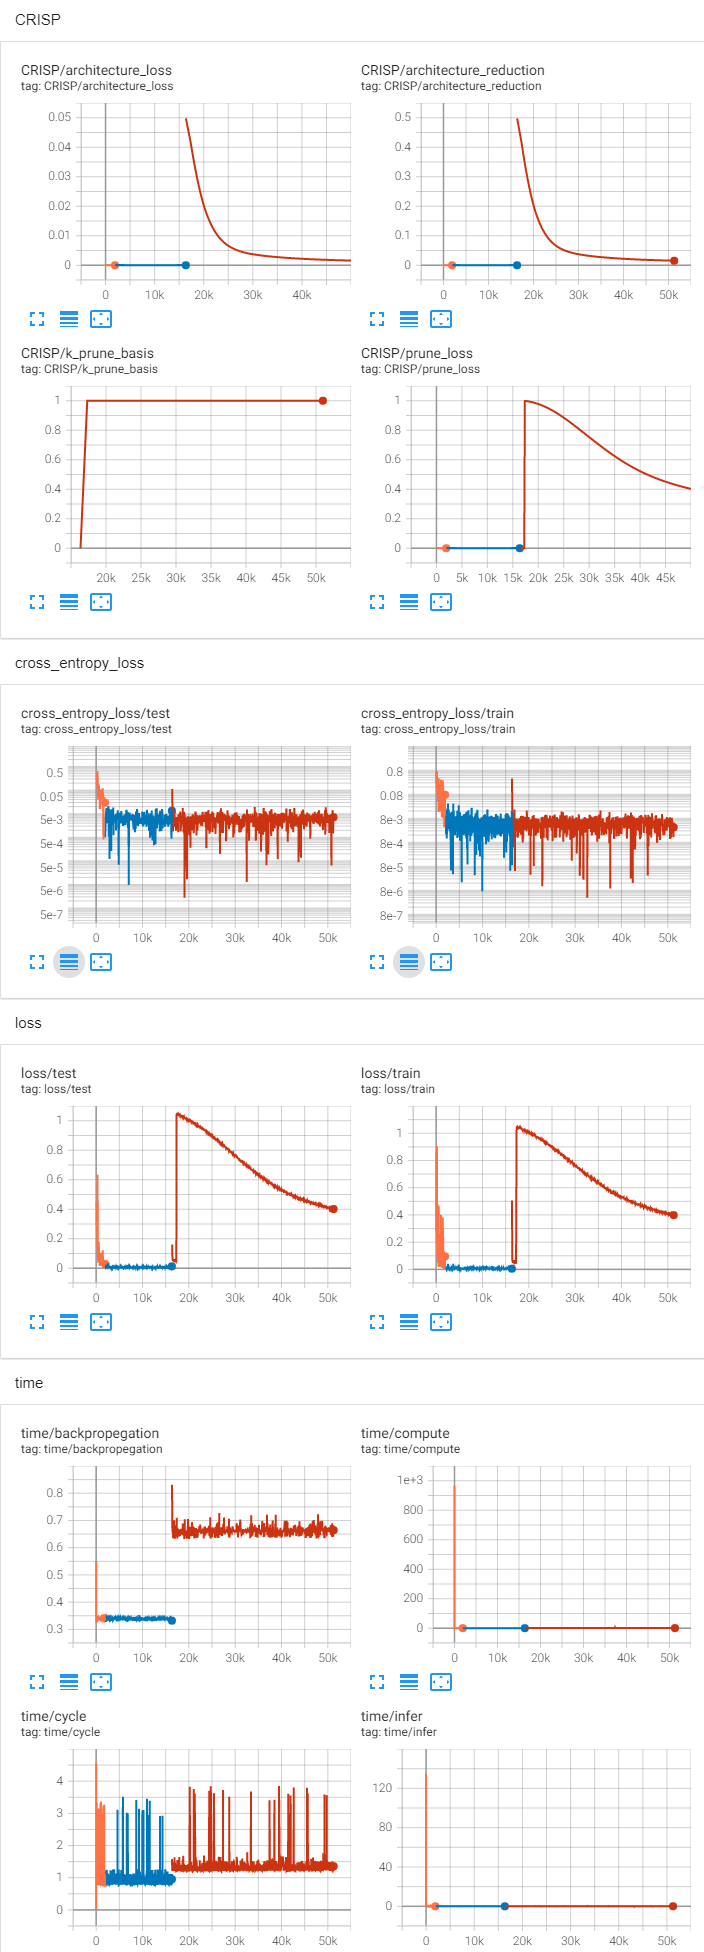 CRISP
CRISP/architecture_loss
tag: CRISP/architecture_loss
0.05
0.04
0.03
0.02
0.01
0
0 10k 20k 30k 40k
CRISP/architecture_reduction
tag: CRISP/architecture_reduction
0.5
0.4
0.3
0.2
0.1
0
0 10k 20k 30k 40k 50k
CRISP/k_prune_basis
tag: CRISP/k_prune_basis
1
0.8
0.6
0.4
0.2
0
20k 25k 30k 35k 40k 45k 50k
CRISP/prune_loss
tag: CRISP/prune_loss
1
0.8
0.6
0.4
0.2
0
0 5k 10k 15k 20k 25k 30k 35k 40k 45k
cross_entropy_loss
cross_entropy_loss/test
tag: cross_entropy_loss/test
0.5
0.05
5e-3
5e-4
5e-5
5e-6
5e-7
0 10k 20k 30k 40k 50k
cross_entropy_loss/train
tag: cross_entropy_loss/train
0.8
0.08
8e-3
8e-4
8e-5
8e-6
8e-7
0 10k 20k 30k 40k 50k
loss
loss/test
tag: loss/test
1
0.8
0.6
0.4
0.2
0
0 10k 20k 30k 40k 50k
loss/train
tag: loss/train
1
0.8
0.6
0.4
0.2
0
0 10k 20k 30k 40k 50k
time
time/backpropegation
tag: time/backpropegation
0.8
0.7
0.6
0.5
0.4
0.3
0 10k 20k 30k 40k 50k
time/compute
tag: time/compute
1e+3
800
600
400
200
0
0 10k 20k 30k 40k 50k
time/cycle
tag: time/cycle
4
3
2
1
0
0 10k 20k 30k 40k 50k
time/infer
tag: time/infer
120
80
40
0
0 10k 20k 30k 40k 50k